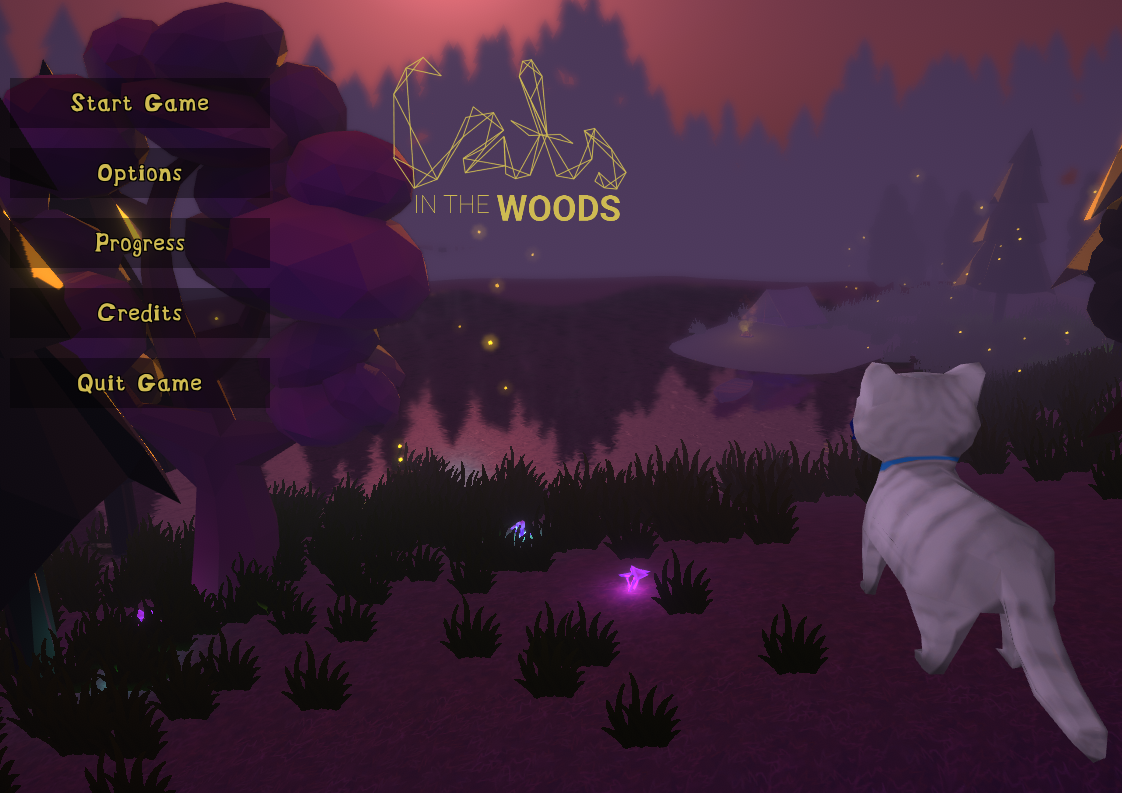 Cats
IN THE WOODS
Start Game
Options
Progress
Credits
Quit Game